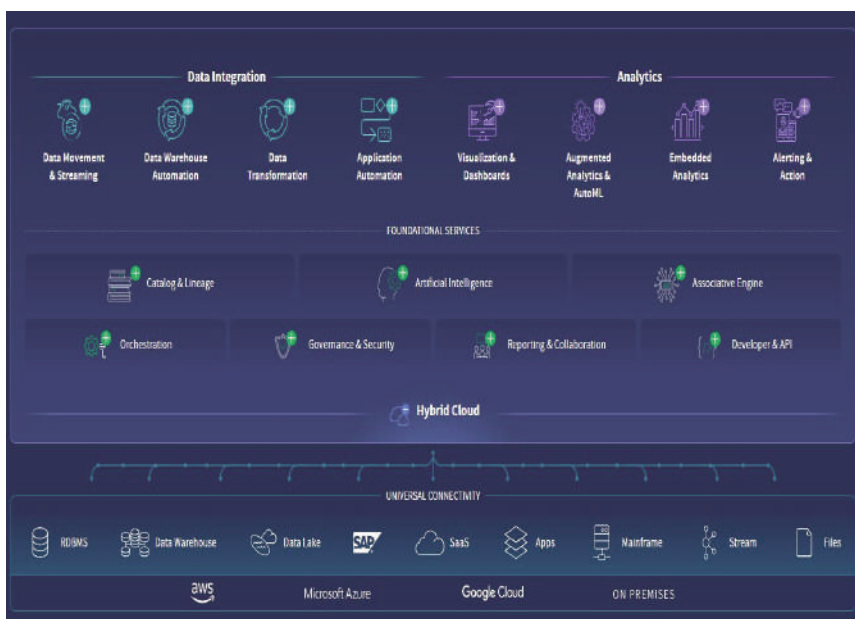 Data Integration
Analytics
Data Movement
& Streaming
Data Warehouse
Automation
Data
Transformation
Application
Automation
Visualization &
Dashboards
Augmented
Analytics &
AutoML
Embedded
Analytics
Alerting &
Action
FOUNDATIONAL SERVICES
Catalog & Lineage
Artificial Intelligence
Associative Engine
Orchestration
Governance & Security
Reporting & Collaboration
Developer & API
Hybrid Cloud
UNIVERSAL CONNECTIVITY
RDBMS
Data Warehouse
Data Lake
SAP
SaaS
Apps
Mainframe
Stream
Files
aws
Microsoft Azure
Google Cloud
ON PREMISES